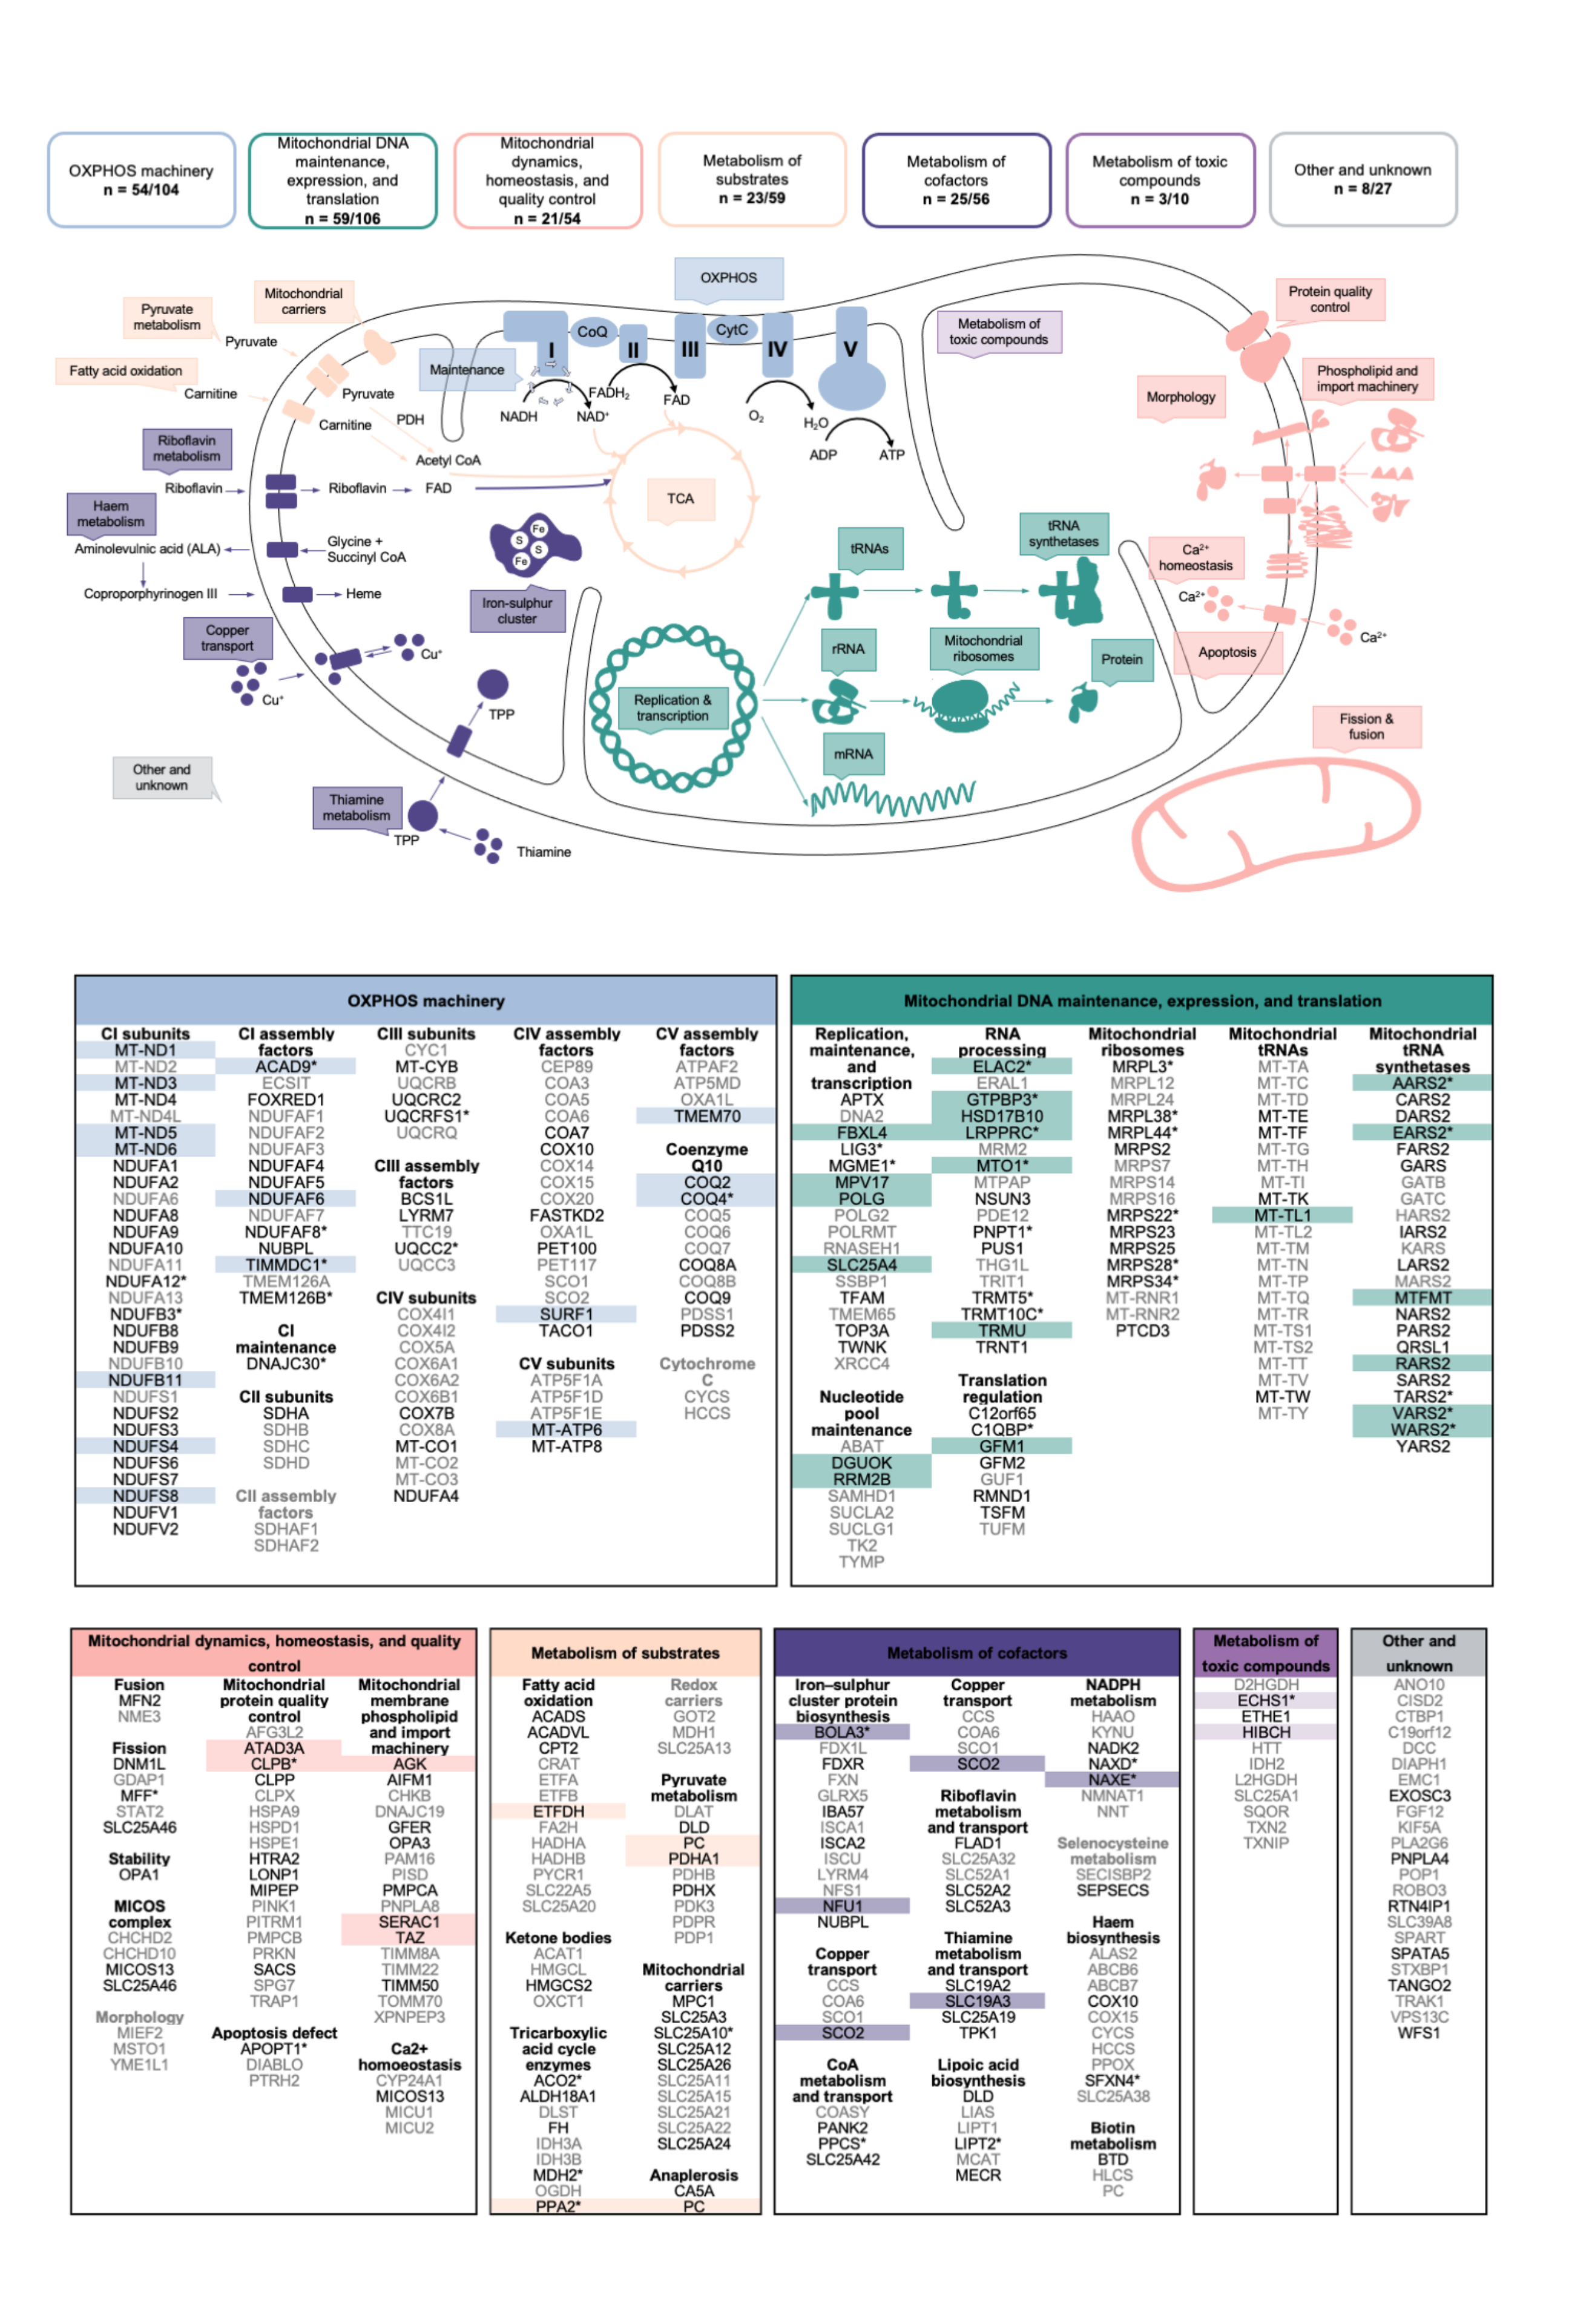 OXPHOS machinery
n = 54/104
Mitochondrial DNA
maintenance,
expression, and
translation
n = 59/106
Mitochondrial
dynamics,
homeostasis, and
quality control
n = 21/54
Metabolism of
substrates
n = 23/59
Metabolism of
cofactors
n = 25/56
Metabolism of toxic
compounds
n = 3/10
Other and unknown
n = 8/27
OXPHOS
Mitochondrial
carriers
Pyruvate
metabolism
Pyruvate
Fatty acid oxidation
Carnitine
Pyruvate
Carnitine
PDH
Acetyl CoA
Maintenance
I
CoQ
II
III
CytC
IV
V
NADH
NAD⁺
FADH₂
FAD
O₂
H₂O
ADP
ATP
Metabolism of
toxic compounds
Protein quality
control
Phospholipid and
import machinery
Morphology
Riboflavin
metabolism
Riboflavin
Riboflavin
FAD
TCA
Haem
metabolism
Aminolevulnic acid (ALA)
Glycine +
Succinyl CoA
Coproporphyrinogen III
Heme
S
Fe
S
Fe
Iron-sulphur
cluster
Copper
transport
Cu⁺
Cu⁺
TPP
Thiamine
metabolism
TPP
Thiamine
Other and
unknown
Replication &
transcription
tRNAs
tRNA
synthetases
rRNA
Mitochondrial
ribosomes
Protein
mRNA
Ca²⁺
homeostasis
Ca²⁺
Ca²⁺
Apoptosis
Fission &
fusion
OXPHOS machinery
CI subunits
MT-ND1
MT-ND2
MT-ND3
MT-ND4
MT-ND4L
MT-ND5
MT-ND6
NDUFA1
NDUFA2
NDUFA6
NDUFA8
NDUFA9
NDUFA10
NDUFA11
NDUFA12*
NDUFA13
NDUFB3*
NDUFB8
NDUFB9
NDUFB10
NDUFB11
NDUFS1
NDUFS2
NDUFS3
NDUFS4
NDUFS6
NDUFS7
NDUFS8
NDUFV1
NDUFV2
CI assembly
factors
ACAD9*
ECSIT
FOXRED1
NDUFAF1
NDUFAF2
NDUFAF3
NDUFAF4
NDUFAF5
NDUFAF6
NDUFAF7
NDUFAF8*
NUBPL
TIMMDC1*
TMEM126A
TMEM126B*
CI
maintenance
DNAJC30*
CII subunits
SDHA
SDHB
SDHC
SDHD
CII assembly
factors
SDHAF1
SDHAF2
CIII subunits
CYC1
MT-CYB
UQCRB
UQCRC2
UQCRFS1*
UQCRQ
CIII assembly
factors
BCS1L
LYRM7
TTC19
UQCC2*
UQCC3
CIV subunits
COX4I1
COX4I2
COX5A
COX6A1
COX6A2
COX6B1
COX7B
COX8A
MT-CO1
MT-CO2
MT-CO3
NDUFA4
CIV assembly
factors
CEP89
COA3
COA5
COA6
COA7
COX10
COX14
COX15
COX20
FASTKD2
OXA1L
PET100
PET117
SCO1
SCO2
SURF1
TACO1
CV subunits
ATP5F1A
ATP5F1D
ATP5F1E
MT-ATP6
MT-ATP8
CV assembly
factors
ATPAF2
ATP5MD
OXA1L
TMEM70
Coenzyme
Q10
COQ2
COQ4*
COQ5
COQ6
COQ7
COQ8A
COQ8B
COQ9
PDSS1
PDSS2
Cytochrome
C
CYCS
HCCS
Mitochondrial DNA maintenance, expression, and translation
Replication,
maintenance,
and
transcription
APTX
DNA2
FBXL4
LIG3*
MGME1*
MPV17
POLG
POLG2
POLRMT
RNASEH1
SLC25A4
SSBP1
TFAM
TMEM65
TOP3A
TWNK
XRCC4
Nucleotide
pool
maintenance
ABAT
DGUOK
RRM2B
SAMHD1
SUCLA2
SUCLG1
TK2
TYMP
RNA
processing
ELAC2*
ERAL1
GTPBP3*
HSD17B10
LRPPRC*
MRM2
MTO1*
MTPAP
NSUN3
PDE12
PNPT1*
PUS1
THG1L
TRIT1
TRMT5*
TRMT10C*
TRMU
TRNT1
Translation
regulation
C12orf65
C1QBP*
GFM1
GFM2
GUF1
RMND1
TSFM
TUFM
Mitochondrial
ribosomes
MRPL3*
MRPL12
MRPL24
MRPL38*
MRPL44*
MRPS2
MRPS7
MRPS14
MRPS16
MRPS22*
MRPS23
MRPS25
MRPS28*
MRPS34*
MT-RNR1
MT-RNR2
PTCD3
Mitochondrial
tRNAs
MT-TA
MT-TC
MT-TD
MT-TE
MT-TF
MT-TG
MT-TH
MT-TI
MT-TK
MT-TL1
MT-TL2
MT-TM
MT-TN
MT-TP
MT-TQ
MT-TR
MT-TS1
MT-TS2
MT-TT
MT-TV
MT-TW
MT-TY
Mitochondrial
tRNA
synthetases
AARS2*
CARS2
DARS2
EARS2*
FARS2
GARS
GATB
GATC
HARS2
IARS2
KARS
LARS2
MARS2
MTFMT
NARS2
PARS2
QRSL1
RARS2
SARS2
TARS2*
VARS2*
WARS2*
YARS2
Mitochondrial dynamics, homeostasis, and quality
control
Fusion
MFN2
NME3
Fission
DNM1L
GDAP1
MFF*
STAT2
SLC25A46
Stability
OPA1
MICOS
complex
CHCHD2
CHCHD10
MICOS13
SLC25A46
Morphology
MIEF2
MSTO1
YME1L1
Mitochondrial
protein quality
control
AFG3L2
ATAD3A
CLPB*
CLPP
CLPX
HSPA9
HSPD1
HSPE1
HTRA2
LONP1
MIPEP
PINK1
PITRM1
PMPCB
PRKN
SACS
SPG7
TRAP1
Apoptosis defect
APOPT1*
DIABLO
PTRH2
Mitochondrial
membrane
phospholipid
and import
machinery
AGK
AIFM1
CHKB
DNAJC19
GFER
OPA3
PAM16
PISD
PMPCA
PNPLA8
SERAC1
TAZ
TIMM8A
TIMM22
TIMM50
TOMM70
XPNPEP3
Ca2+
homoeostasis
CYP24A1
MICOS13
MICU1
MICU2
Metabolism of substrates
Fatty acid
oxidation
ACADS
ACADVL
CPT2
CRAT
ETFA
ETFB
ETFDH
FA2H
HADHA
HADHB
PYCR1
SLC22A5
SLC25A20
Ketone bodies
ACAT1
HMGCL
HMGCS2
OXCT1
Tricarboxylic
acid cycle
enzymes
ACO2*
ALDH18A1
DLST
FH
IDH3A
IDH3B
MDH2*
OGDH
PPA2*
Redox
carriers
GOT2
MDH1
SLC25A13
Pyruvate
metabolism
DLAT
DLD
PC
PDHA1
PDHB
PDHX
PDK3
PDPR
PDP1
Mitochondrial
carriers
MPC1
SLC25A3
SLC25A10*
SLC25A12
SLC25A26
SLC25A11
SLC25A15
SLC25A21
SLC25A22
SLC25A24
Anaplerosis
CA5A
PC
Metabolism of cofactors
Iron–sulphur
cluster protein
biosynthesis
BOLA3*
FDX1L
FDXR
FXN
GLRX5
IBA57
ISCA1
ISCA2
ISCU
LYRM4
NFS1
NFU1
NUBPL
Copper
transport
CCS
COA6
SCO1
SCO2
CoA
metabolism
and transport
COASY
PANK2
PPCS*
SLC25A42
Copper
transport
CCS
COA6
SCO1
SCO2
Riboflavin
metabolism
and transport
FLAD1
SLC25A32
SLC52A1
SLC52A2
SLC52A3
Thiamine
metabolism
and transport
SLC19A2
SLC19A3
SLC25A19
TPK1
Lipoic acid
biosynthesis
DLD
LIAS
LIPT1
LIPT2*
MCAT
MECR
NADPH
metabolism
HAAO
KYNU
NADK2
NAXD*
NAXE*
NMNAT1
NNT
Selenocysteine
metabolism
SECISBP2
SEPSECS
Haem
biosynthesis
ALAS2
ABCB6
ABCB7
COX10
COX15
CYCS
HCCS
PPOX
SFXN4*
SLC25A38
Biotin
metabolism
BTD
HLCS
PC
Metabolism of
toxic compounds
D2HGDH
ECHS1*
ETHE1
HIBCH
HTT
IDH2
L2HGDH
SLC25A1
SQOR
TXN2
TXNIP
Other and
unknown
ANO10
CISD2
CTBP1
C19orf12
DCC
DIAPH1
EMC1
EXOSC3
FGF12
KIF5A
PLA2G6
PNPLA4
POP1
ROBO3
RTN4IP1
SLC39A8
SPART
SPATA5
STXBP1
TANGO2
TRAK1
VPS13C
WFS1